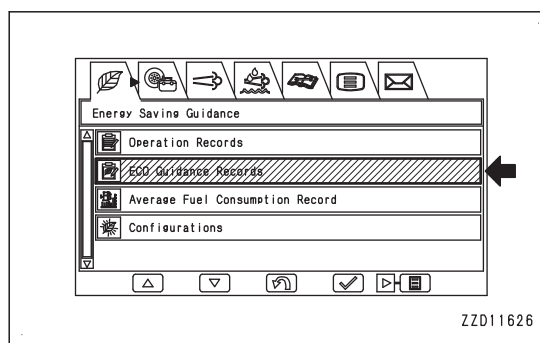 Energy Saving Guidance
Operation Records
ECO Guidance Records
Average Fuel Consumption Record
Configurations
ZZD11626